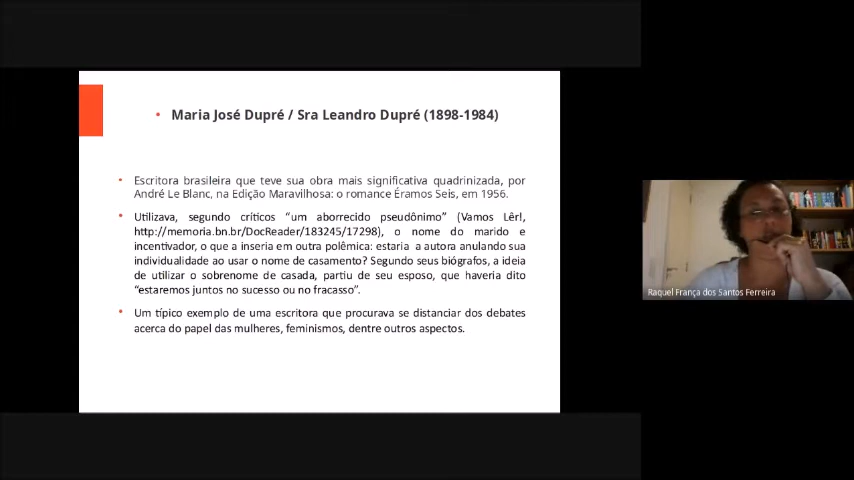 • Maria José Dupré / Sra Leandro Dupré (1898-1984)
• Escritora brasileira que teve sua obra mais significativa quadrinizada, por
André Le Blanc, na Edição Maravilhosa: o romance Éramos Seis, em 1956.
• Utilizava, segundo críticos “um aborrecido pseudônimo” (Vamos Lêr!,
http://memoria.bn.br/DocReader/183245/17298), o nome do marido e
incentivador, o que a inseria em outra polêmica: estaria a autora anulando sua
individualidade ao usar o nome de casamento? Segundo seus biógrafos, a ideia
de utilizar o sobrenome de casada, partiu de seu esposo, que haveria dito
“estaremos juntos no sucesso ou no fracasso”.
• Um típico exemplo de uma escritora que procurava se distanciar dos debates
acerca do papel das mulheres, feminismos, dentre outros aspectos.
Raquel França dos Santos Ferreira